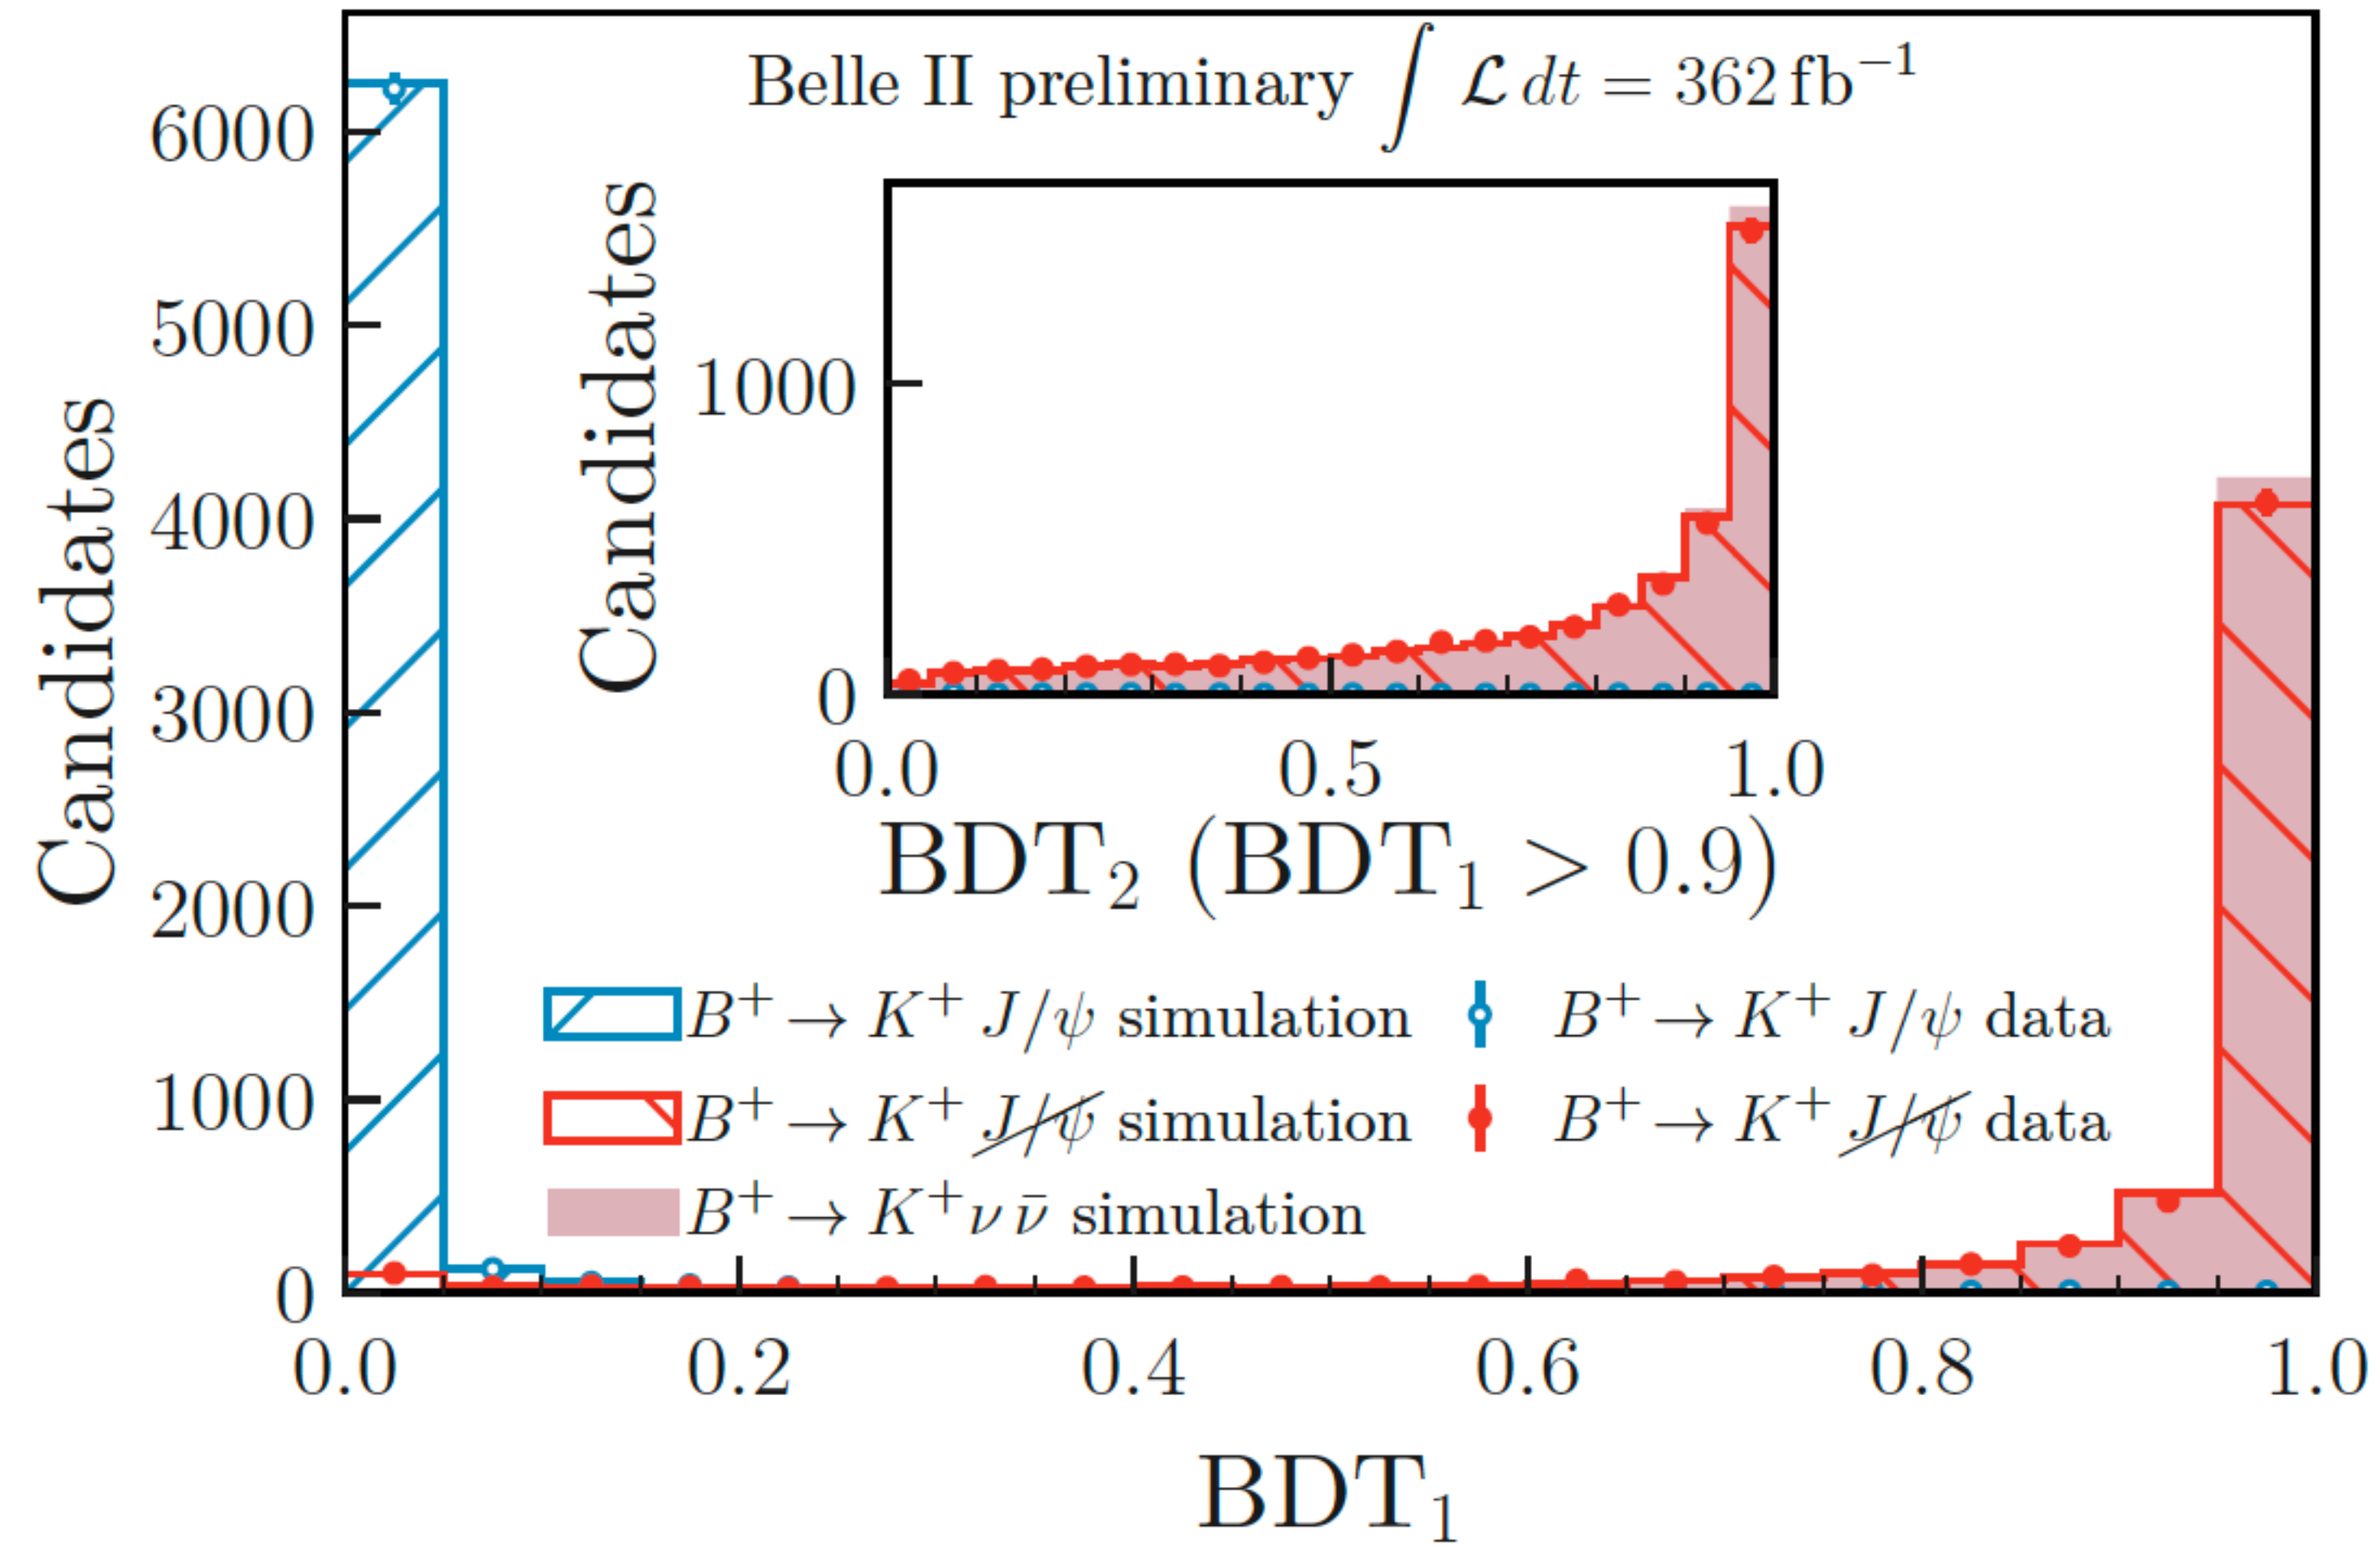 Belle II preliminary ∫ ℒ dt = 362 fb⁻¹
Candidates
6000
5000
4000
3000
2000
1000
0
Candidates
1000
0
0.0 0.5 1.0
BDT₂ (BDT₁ > 0.9)
B⁺ → K⁺ J/ψ simulation
B⁺ → K⁺ J/ψ data
B⁺ → K⁺ J̸/̸ψ̸ simulation
B⁺ → K⁺ J̸/̸ψ̸ data
B⁺ → K⁺ ν ν̄ simulation
0.0 0.2 0.4 0.6 0.8 1.0
BDT₁